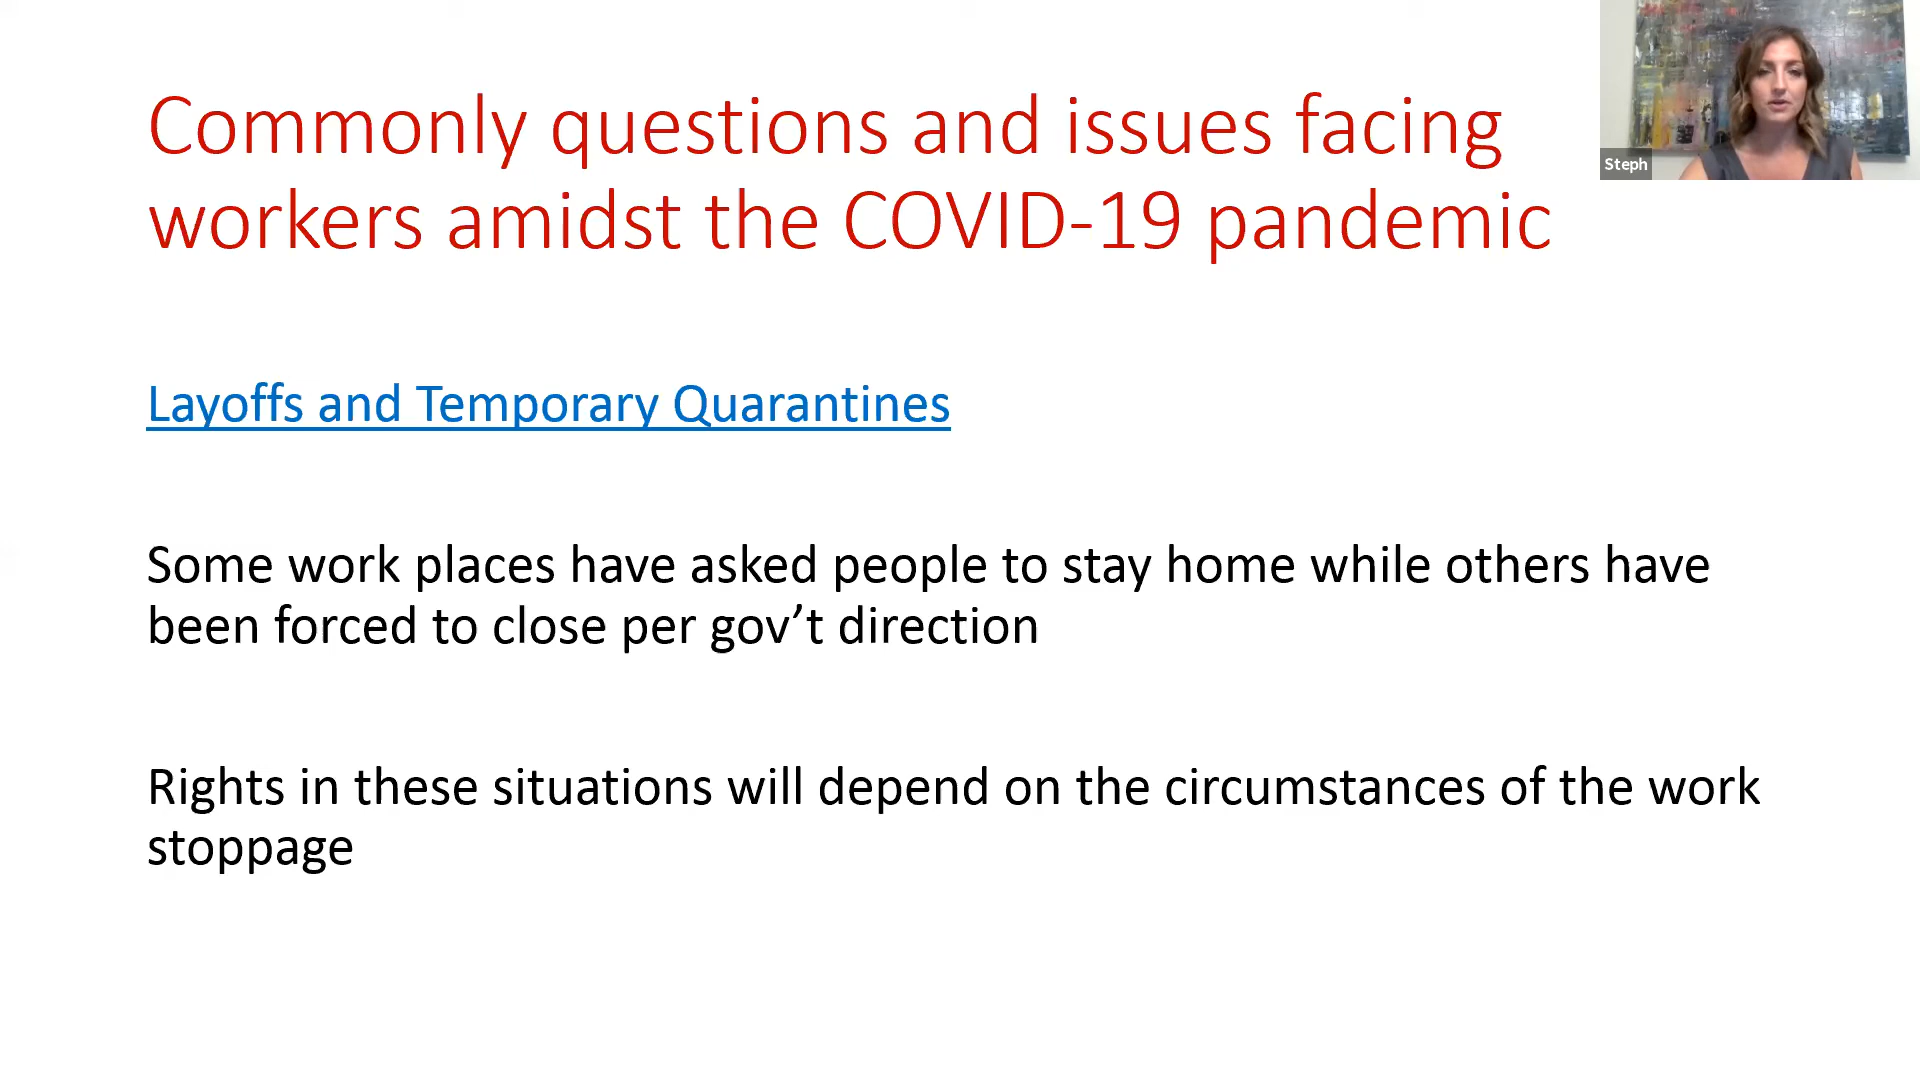 Commonly questions and issues facing
workers amidst the COVID-19 pandemic
Steph
Layoffs and Temporary Quarantines
Some work places have asked people to stay home while others have
been forced to close per gov’t direction
Rights in these situations will depend on the circumstances of the work
stoppage